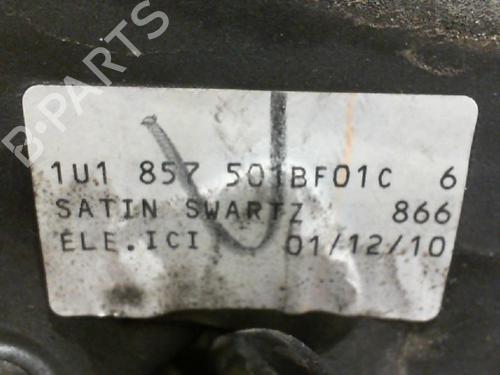 B-PARTS
1U1 857 501BF01C 6
SATIN SWARTZ 866
ELE.ICI 01/12/10